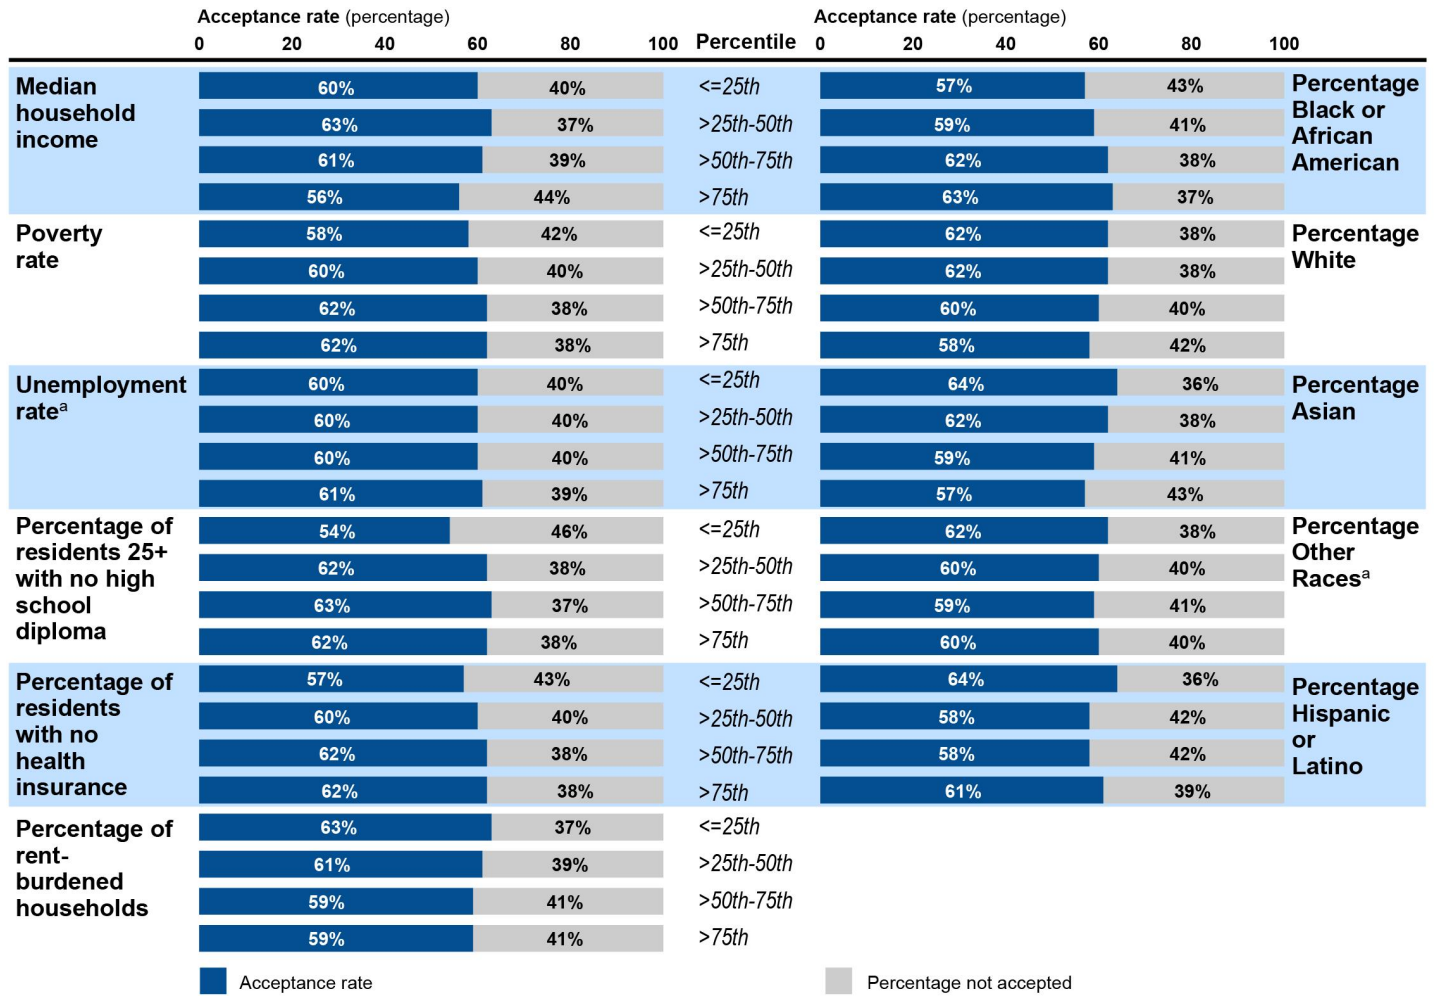 Acceptance rate (percentage) Acceptance rate (percentage)
0 20 40 60 80 100 Percentile 0 20 40 60 80 100
Median
household
income
60% 40% <=25th 57% 43%
63% 37% >25th-50th 59% 41%
61% 39% >50th-75th 62% 38%
56% 44% >75th 63% 37%
Percentage
Black or
African
American
Poverty
rate
58% 42% <=25th 62% 38%
60% 40% >25th-50th 62% 38%
62% 38% >50th-75th 60% 40%
62% 38% >75th 58% 42%
Percentage
White
Unemployment
rateᵃ
60% 40% <=25th 64% 36%
60% 40% >25th-50th 62% 38%
60% 40% >50th-75th 59% 41%
61% 39% >75th 57% 43%
Percentage
Asian
Percentage of
residents 25+
with no high
school
diploma
54% 46% <=25th 62% 38%
62% 38% >25th-50th 60% 40%
63% 37% >50th-75th 59% 41%
62% 38% >75th 60% 40%
Percentage
Other
Racesᵃ
Percentage of
residents
with no
health
insurance
57% 43% <=25th 64% 36%
60% 40% >25th-50th 58% 42%
62% 38% >50th-75th 58% 42%
62% 38% >75th 61% 39%
Percentage
Hispanic
or
Latino
Percentage of
rent-
burdened
households
63% 37% <=25th
61% 39% >25th-50th
59% 41% >50th-75th
59% 41% >75th
Acceptance rate Percentage not accepted